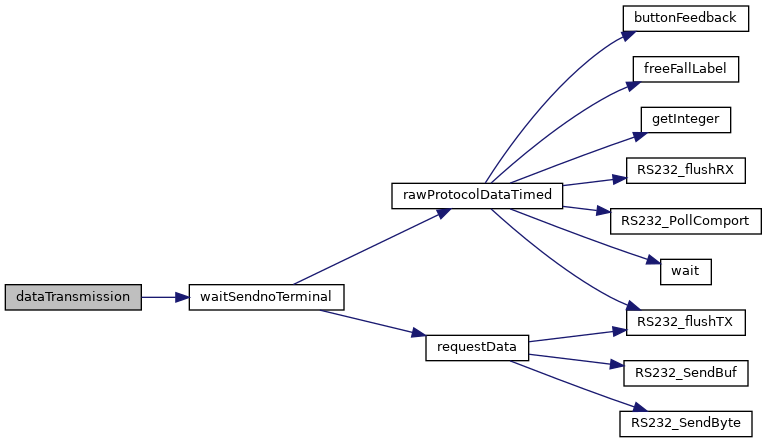 buttonFeedback
freeFallLabel
getInteger
RS232_flushRX
rawProtocolDataTimed
RS232_PollComport
wait
dataTransmission
waitSendnoTerminal
RS232_flushTX
requestData
RS232_SendBuf
RS232_SendByte